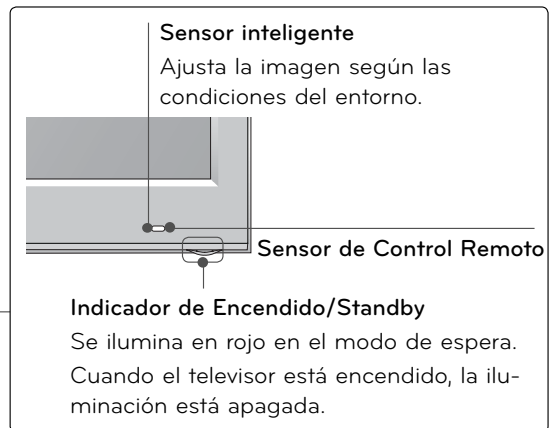 Sensor inteligente
Ajusta la imagen según las
condiciones del entorno.
Sensor de Control Remoto
Indicador de Encendido/Standby
Se ilumina en rojo en el modo de espera.
Cuando el televisor está encendido, la ilu-
minación está apagada.